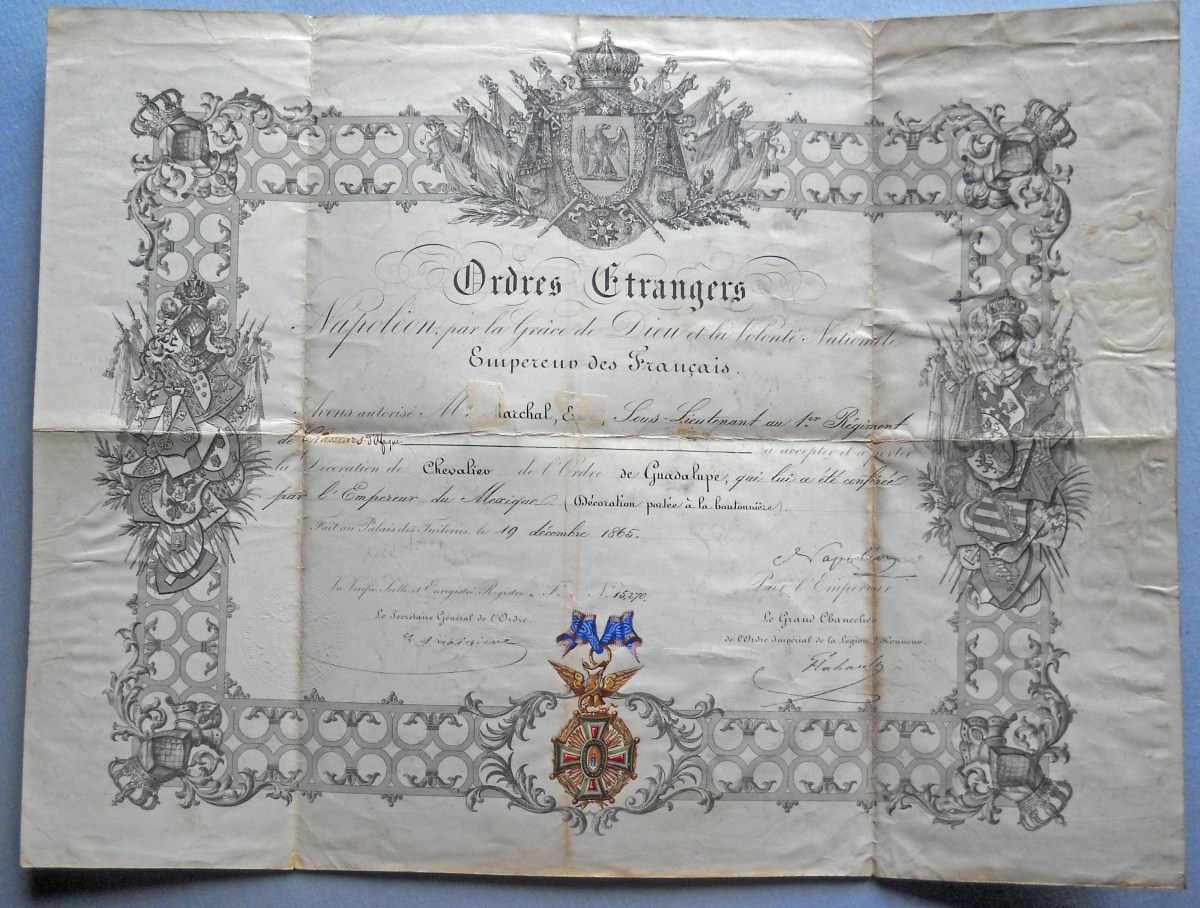 Ordres Etrangers
Napoléon, par la Grâce de Dieu et la Volonté Nationale
Empereur des Français.
Avons autorisé M. Marchal, Sous-Lieutenant au 1er Régiment
de Chasseurs d'Afrique à accepter et à porter
la Décoration de Chevalier de l'Ordre de Guadalupe, qui lui a été conférée
par l'Empereur du Mexique. (Décoration portée à la boutonnière).
Fait au Palais des Tuileries, le 19 décembre 1865.
Napoléon
Vu, Vérifié, Scellé et Enregistré, Registre F. No. 15,270.
Par l'Empereur
Le Secrétaire Général de l'Ordre.
Le Grand Chancelier
de l'Ordre Impérial de la Légion d'Honneur
Flahault